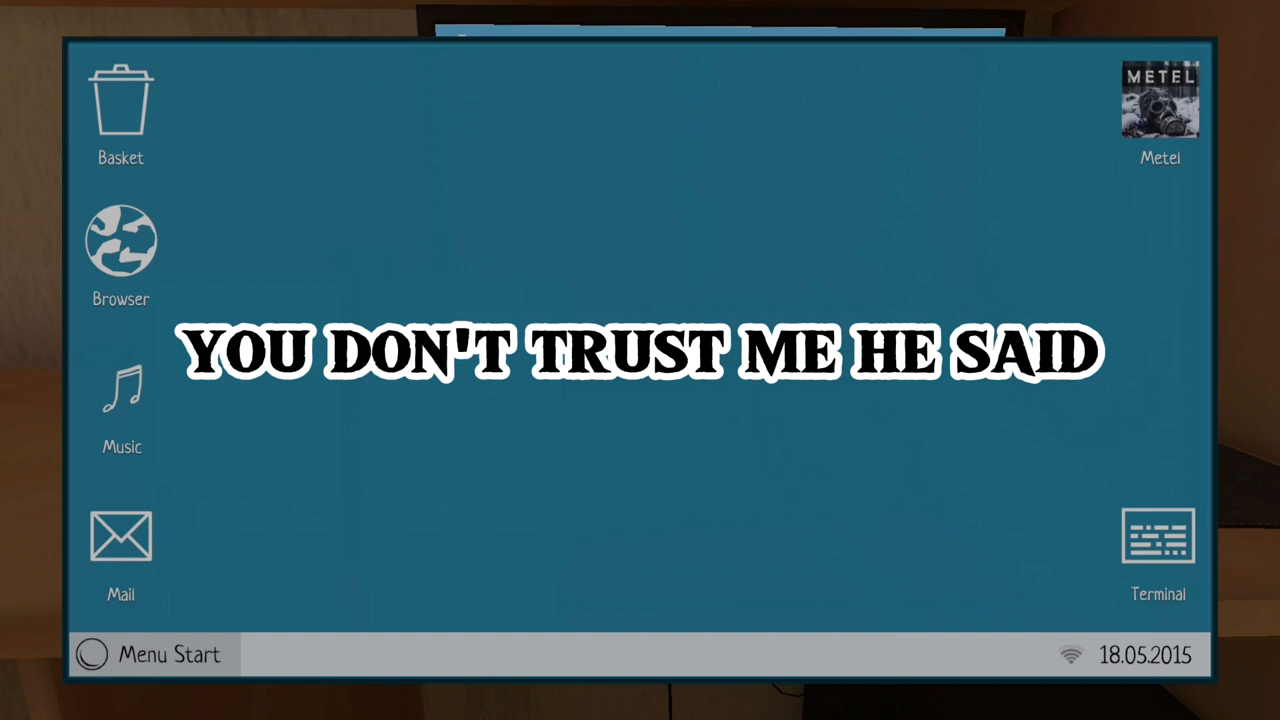 METEL
Basket
Metel
Browser
YOU DON'T TRUST ME HE SAID
Music
Mail
Terminal
Menu Start
18.05.2015